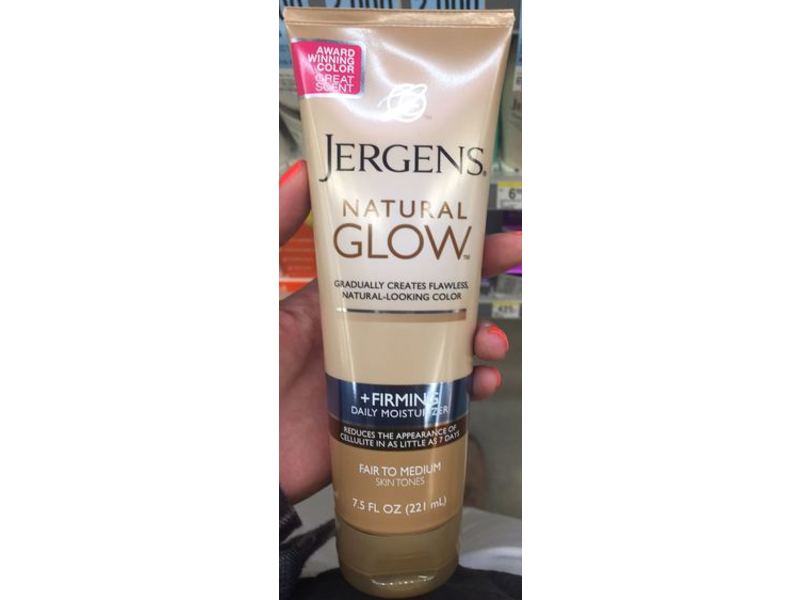 AWARD
WINNING
COLOR
GREAT
SCENT
JERGENS®
NATURAL
GLOW™
GRADUALLY CREATES FLAWLESS,
NATURAL-LOOKING COLOR
+FIRMING
DAILY MOISTURIZER
REDUCES THE APPEARANCE OF
CELLULITE IN AS LITTLE AS 7 DAYS
FAIR TO MEDIUM
SKIN TONES
7.5 FL OZ (221 mL)